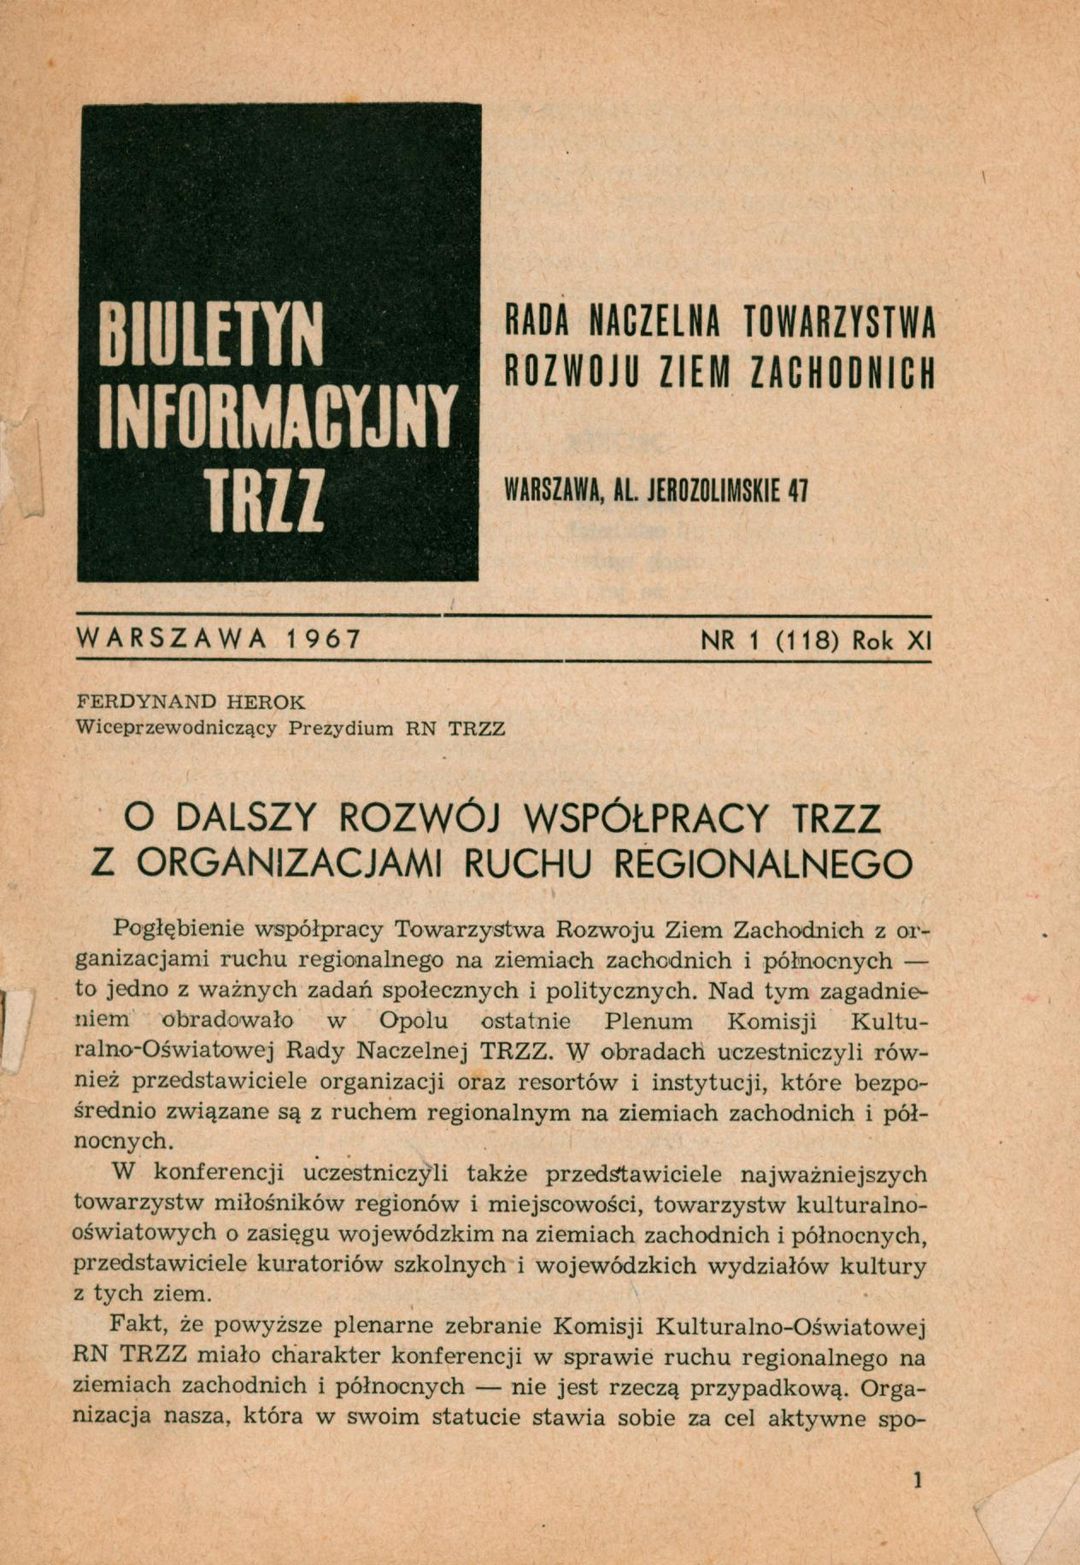 BIULETYN
INFORMACYJNY
TRZZ
RADA NACZELNA TOWARZYSTWA
ROZWOJU ZIEM ZACHODNICH
WARSZAWA, AL. JEROZOLIMSKIE 47
WARSZAWA 1967
NR 1 (118) Rok XI
FERDYNAND HEROK
Wiceprzewodniczący Prezydium RN TRZZ
O DALSZY ROZWÓJ WSPÓŁPRACY TRZZ
Z ORGANIZACJAMI RUCHU REGIONALNEGO
Pogłębienie współpracy Towarzystwa Rozwoju Ziem Zachodnich z or-
ganizacjami ruchu regionalnego na ziemiach zachodnich i północnych —
to jedno z ważnych zadań społecznych i politycznych. Nad tym zagadnie-
niem obradowało w Opolu ostatnie Plenum Komisji Kultu-
ralno-Oświatowej Rady Naczelnej TRZZ. W obradach uczestniczyli rów-
nież przedstawiciele organizacji oraz resortów i instytucji, które bezpo-
średnio związane są z ruchem regionalnym na ziemiach zachodnich i pół-
nocnych.
W konferencji uczestniczyli także przedstawiciele najważniejszych
towarzystw miłośników regionów i miejscowości, towarzystw kulturalno-
oświatowych o zasięgu wojewódzkim na ziemiach zachodnich i północnych,
przedstawiciele kuratoriów szkolnych i wojewódzkich wydziałów kultury
z tych ziem.
Fakt, że powyższe plenarne zebranie Komisji Kulturalno-Oświatowej
RN TRZZ miało charakter konferencji w sprawie ruchu regionalnego na
ziemiach zachodnich i północnych — nie jest rzeczą przypadkową. Orga-
nizacja nasza, która w swoim statucie stawia sobie za cel aktywne spo-
1